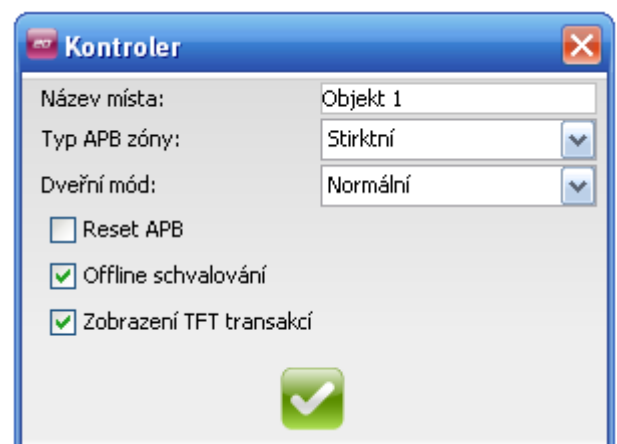 Kontroler
Název místa: Objekt 1
Typ APB zóny: Stirktní
Dveřní mód: Normální
Reset APB
Offline schvalování
Zobrazení TFT transakcí